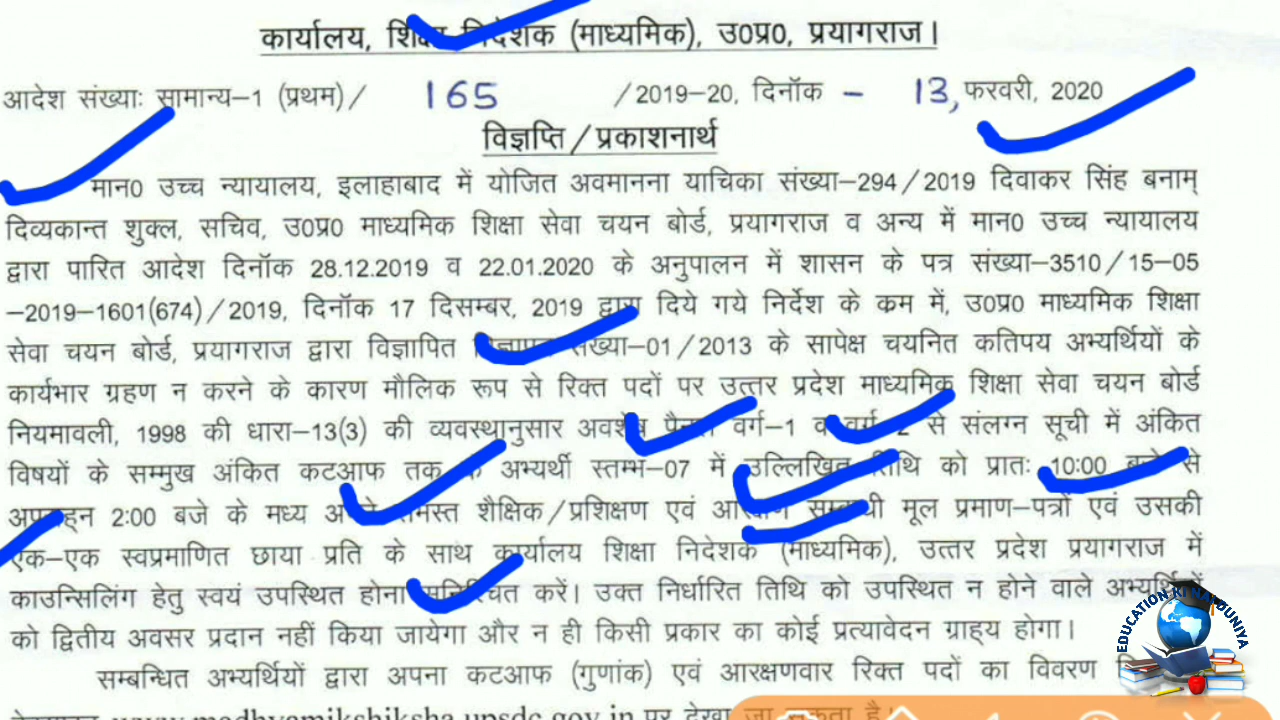 कार्यालय, शिक्षा निदेशक (माध्यमिक), उ0प्र0, प्रयागराज।
आदेश संख्याः सामान्य–1 (प्रथम)/ 165 /2019–20, दिनॉक – 13, फरवरी, 2020
विज्ञप्ति/प्रकाशनार्थ
मान0 उच्च न्यायालय, इलाहाबाद में योजित अवमानना याचिका संख्या–294/2019 दिवाकर सिंह बनाम्
दिव्यकान्त शुक्ल, सचिव, उ0प्र0 माध्यमिक शिक्षा सेवा चयन बोर्ड, प्रयागराज व अन्य में मान0 उच्च न्यायालय
द्वारा पारित आदेश दिनॉक 28.12.2019 व 22.01.2020 के अनुपालन में शासन के पत्र संख्या–3510/15–05
–2019–1601(674)/2019, दिनॉक 17 दिसम्बर, 2019 द्वारा दिये गये निर्देश के क्रम में, उ0प्र0 माध्यमिक शिक्षा
सेवा चयन बोर्ड, प्रयागराज द्वारा विज्ञापित विज्ञापन संख्या–01/2013 के सापेक्ष चयनित कतिपय अभ्यर्थियों के
कार्यभार ग्रहण न करने के कारण मौलिक रूप से रिक्त पदों पर उत्तर प्रदेश माध्यमिक शिक्षा सेवा चयन बोर्ड
नियमावली, 1998 की धारा–13(3) की व्यवस्थानुसार अवशेष पैनल वर्ग–1 व वर्ग–2 से संलग्न सूची में अंकित
विषयों के सम्मुख अंकित कटआफ तक के अभ्यर्थी स्तम्भ–07 में उल्लिखित तिथि को प्रातः 10:00 बजे से
अपराह्न 2:00 बजे के मध्य अपने समस्त शैक्षिक/प्रशिक्षण एवं आरक्षण सम्बन्धी मूल प्रमाण–पत्रों एवं उसकी
एक–एक स्वप्रमाणित छाया प्रति के साथ कार्यालय शिक्षा निदेशक (माध्यमिक), उत्तर प्रदेश प्रयागराज में
काउन्सिलिंग हेतु स्वयं उपस्थित होना सुनिश्चित करें। उक्त निर्धारित तिथि को उपस्थित न होने वाले अभ्यर्थियों
को द्वितीय अवसर प्रदान नहीं किया जायेगा और न ही किसी प्रकार का कोई प्रत्यावेदन ग्राह्य होगा।
सम्बन्धित अभ्यर्थियों द्वारा अपना कटआफ (गुणांक) एवं आरक्षणवार रिक्त पदों का विवरण
www.madhyamikshiksha.upsdc.gov.in पर देखा जा सकता है।
EDUCATION KI NAI DUNIYA